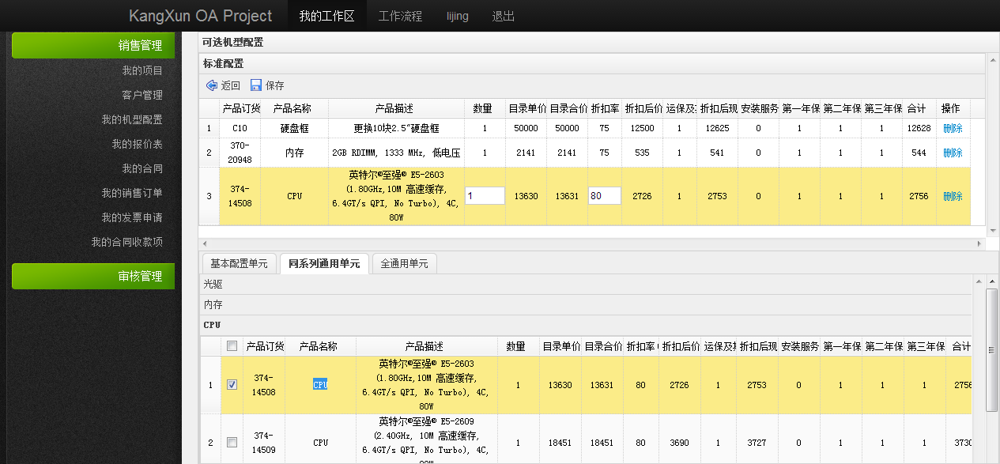 KangXun OA Project 我的工作区 工作流程 lijing 退出
销售管理
我的项目
客户管理
我的机型配置
我的报价表
我的合同
我的销售订单
我的发票申请
我的合同收款项
审核管理
可选机型配置
标准配置
返回 保存
产品订货 产品名称 产品描述 数量 目录单价 目录合价 折扣率 折扣后价 运保及 折扣后现 安装服务 第一年保 第二年保 第三年保 合计 操作
1 C10 硬盘框 更换10块2.5"硬盘框 1 50000 50000 75 12500 1 12625 0 1 1 1 12628 删除
2 370-20948 内存 2GB RDIMM, 1333 MHz, 低电压 1 2141 2141 75 535 1 541 0 1 1 1 544 删除
3 374-14508 CPU 英特尔®至强® E5-2603
(1.80GHz,10M 高速缓存,
6.4GT/s QPI, No Turbo), 4C,
80W 1 13630 13631 80 2726 1 2753 0 1 1 1 2756 删除
基本配置单元 同系列通用单元 全通用单元
光驱
内存
CPU
产品订货 产品名称 产品描述 数量 目录单价 目录合价 折扣率 折扣后价 运保及 折扣后现 安装服务 第一年保 第二年保 第三年保 合计
1 374-14508 CPU 英特尔®至强® E5-2603
(1.80GHz,10M 高速缓存,
6.4GT/s QPI, No Turbo), 4C,
80W 1 13630 13631 80 2726 1 2753 0 1 1 1 2756
2 374-14509 CPU 英特尔®至强® E5-2609
(2.40GHz, 10M 高速缓存,
6.4GT/s QPI, No Turbo), 4C,
80W 1 18451 18451 80 3690 1 3727 0 1 1 1 3730